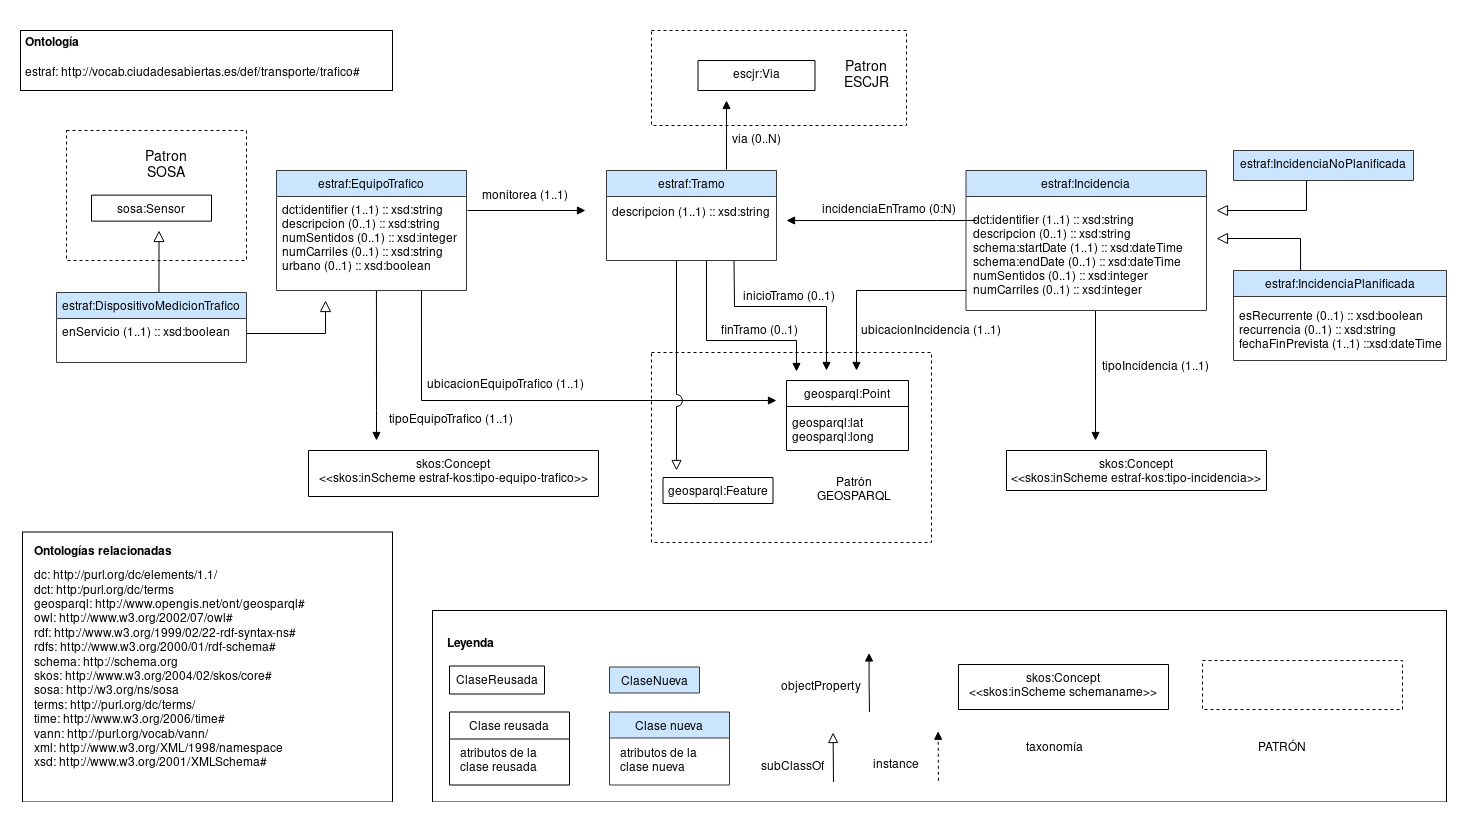 Ontología
estraf: http://vocab.ciudadesabiertas.es/def/transporte/trafico#
escjr:Via
Patron
ESCJR
via (0..N)
Patron
SOSA
sosa:Sensor
estraf:DispositivoMedicionTrafico
enServicio (1..1) :: xsd:boolean
estraf:EquipoTrafico
dct:identifier (1..1) :: xsd:string
descripcion (0..1) :: xsd:string
numSentidos (0..1) :: xsd:integer
numCarriles (0..1) :: xsd:string
urbano (0..1) :: xsd:boolean
monitorea (1..1)
estraf:Tramo
descripcion (1..1) :: xsd:string
incidenciaEnTramo (0:N)
estraf:Incidencia
dct:identifier (1..1) :: xsd:string
descripcion (0..1) :: xsd:string
schema:startDate (1..1) :: xsd:dateTime
schema:endDate (0..1) :: xsd:dateTime
numSentidos (0..1) :: xsd:integer
numCarriles (0..1) :: xsd:integer
estraf:IncidenciaNoPlanificada
estraf:IncidenciaPlanificada
esRecurrente (0..1) :: xsd:boolean
recurrencia (0..1) :: xsd:string
fechaFinPrevista (1..1) ::xsd:dateTime
inicioTramo (0..1)
finTramo (0..1)
ubicacionIncidencia (1..1)
tipoIncidencia (1..1)
ubicacionEquipoTrafico (1..1)
tipoEquipoTrafico (1..1)
geosparql:Point
geosparql:lat
geosparql:long
skos:Concept
<<skos:inScheme estraf-kos:tipo-equipo-trafico>>
geosparql:Feature
Patrón
GEOSPARQL
skos:Concept
<<skos:inScheme estraf-kos:tipo-incidencia>>
Ontologías relacionadas
dc: http://purl.org/dc/elements/1.1/
dct: http:/purl.org/dc/terms
geosparql: http://www.opengis.net/ont/geosparql#
owl: http://www.w3.org/2002/07/owl#
rdf: http://www.w3.org/1999/02/22-rdf-syntax-ns#
rdfs: http://www.w3.org/2000/01/rdf-schema#
schema: http://schema.org
skos: http://www.w3.org/2004/02/skos/core#
sosa: http://w3.org/ns/sosa
terms: http://purl.org/dc/terms/
time: http://www.w3.org/2006/time#
vann: http://purl.org/vocab/vann/
xml: http://www.w3.org/XML/1998/namespace
xsd: http://www.w3.org/2001/XMLSchema#
Leyenda
ClaseReusada
Clase reusada
atributos de la
clase reusada
ClaseNueva
Clase nueva
atributos de la
clase nueva
objectProperty
subClassOf
instance
skos:Concept
<<skos:inScheme schemaname>>
taxonomía
PATRÓN